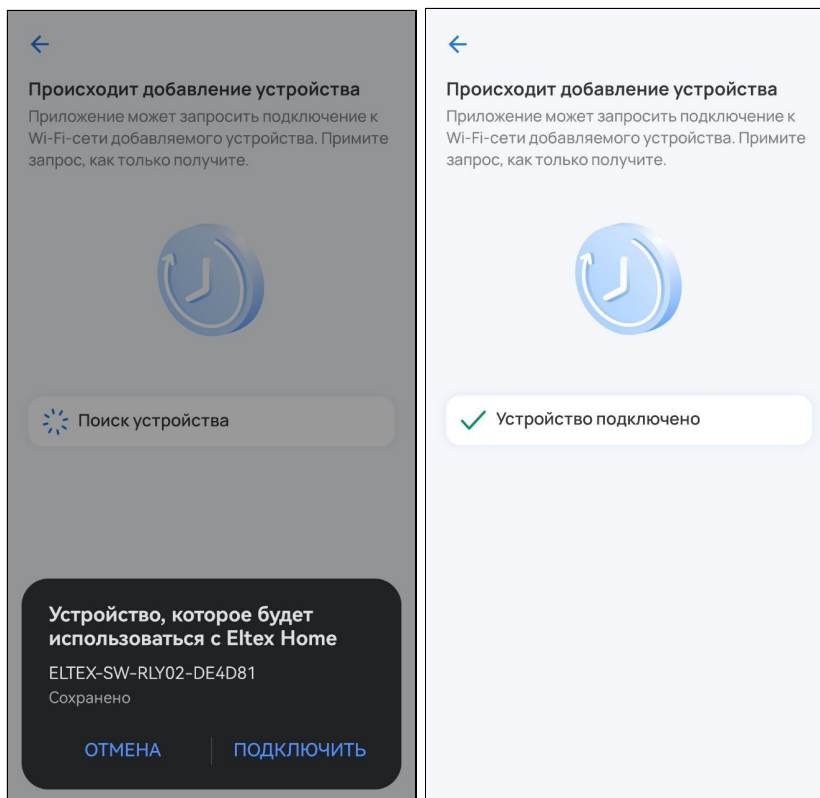 Происходит добавление устройства
Приложение может запросить подключение к
Wi-Fi-сети добавляемого устройства. Примите
запрос, как только получите.
Поиск устройства
Устройство, которое будет
использоваться с Eltex Home
ELTEX-SW-RLY02-DE4D81
Сохранено
ОТМЕНА
ПОДКЛЮЧИТЬ
Происходит добавление устройства
Приложение может запросить подключение к
Wi-Fi-сети добавляемого устройства. Примите
запрос, как только получите.
Устройство подключено